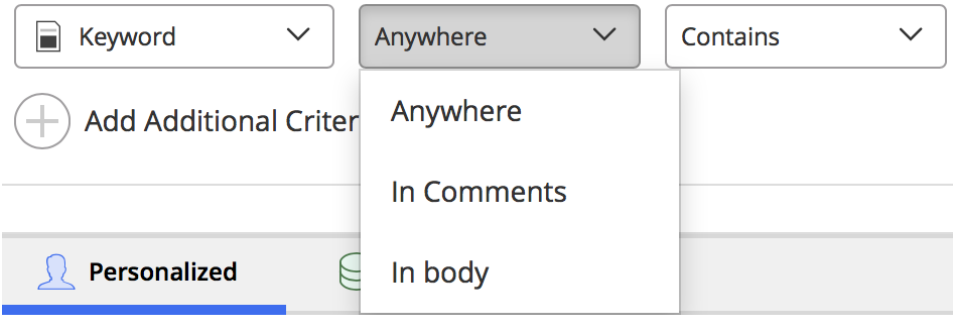 Keyword Anywhere Contains
Anywhere
Add Additional Criter
In Comments
In body
Personalized